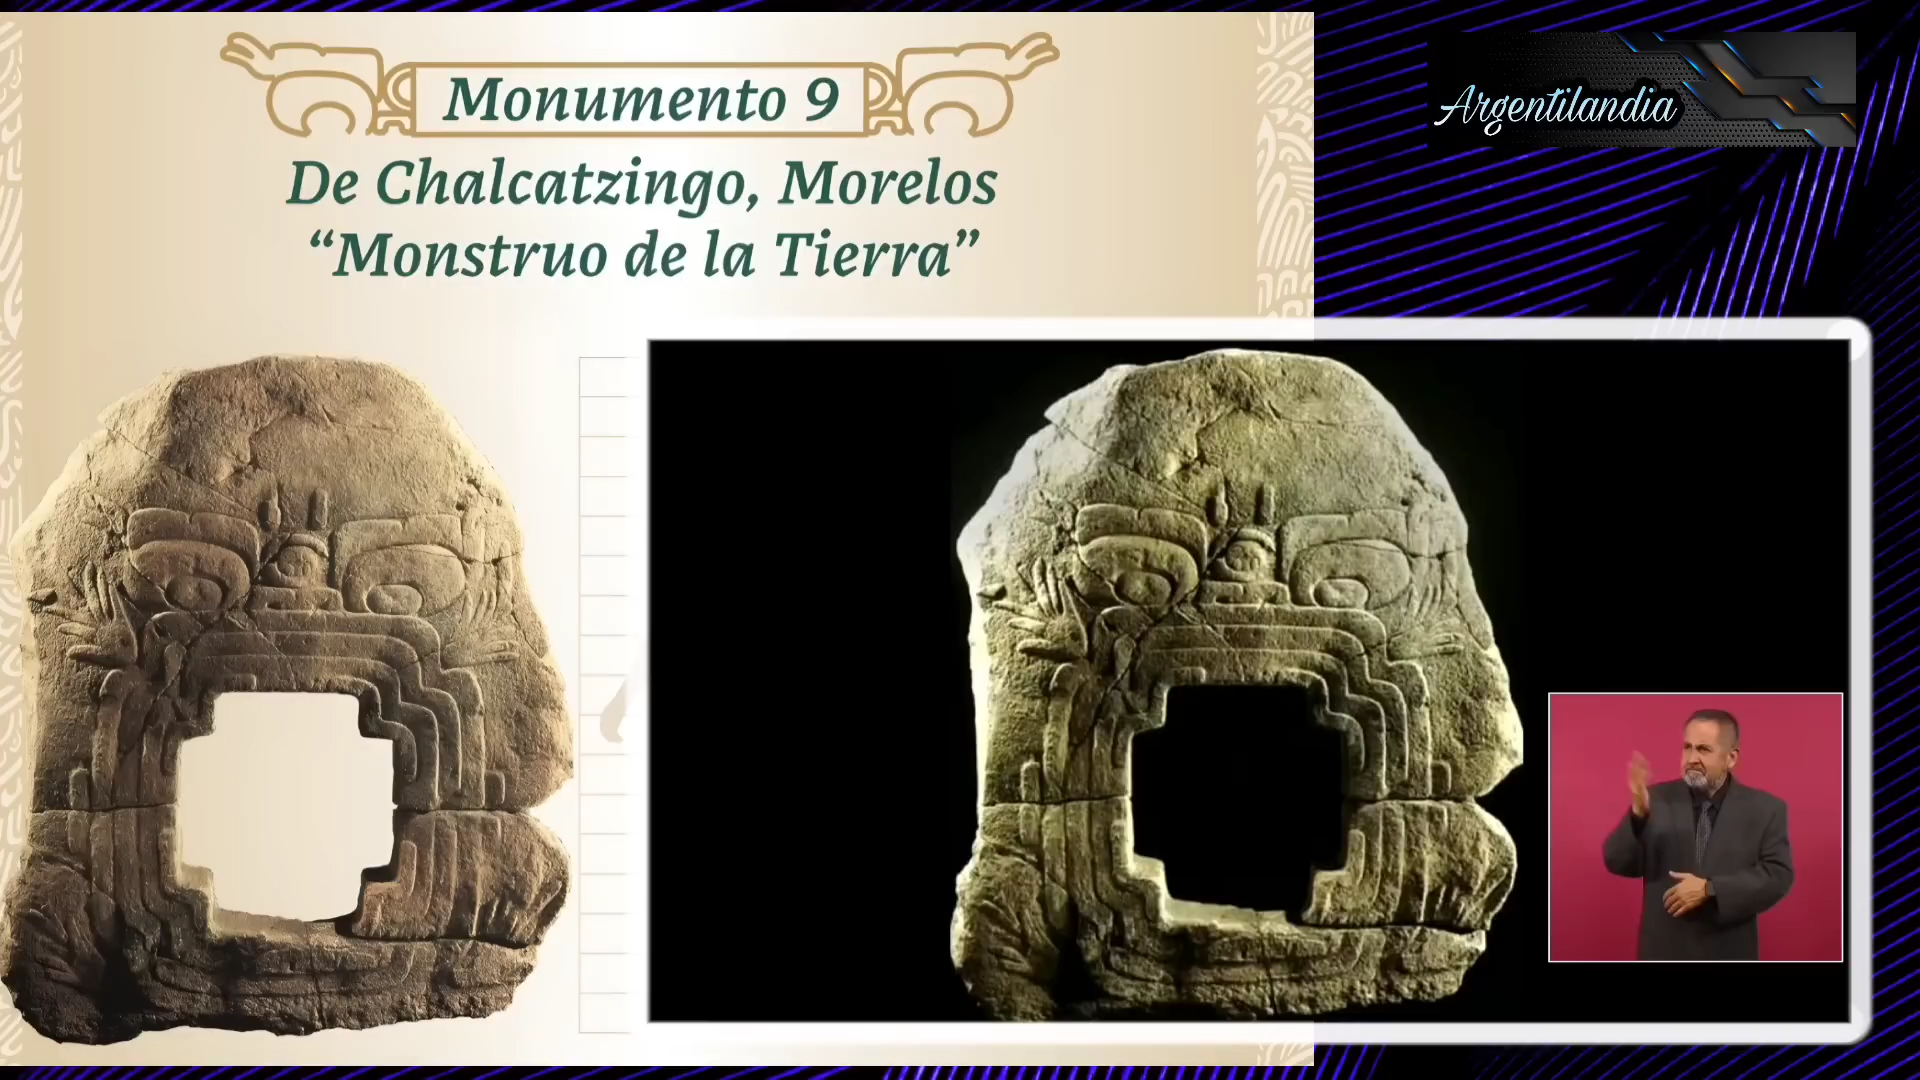 Monumento 9
De Chalcatzingo, Morelos
“Monstruo de la Tierra”
Argentilandia